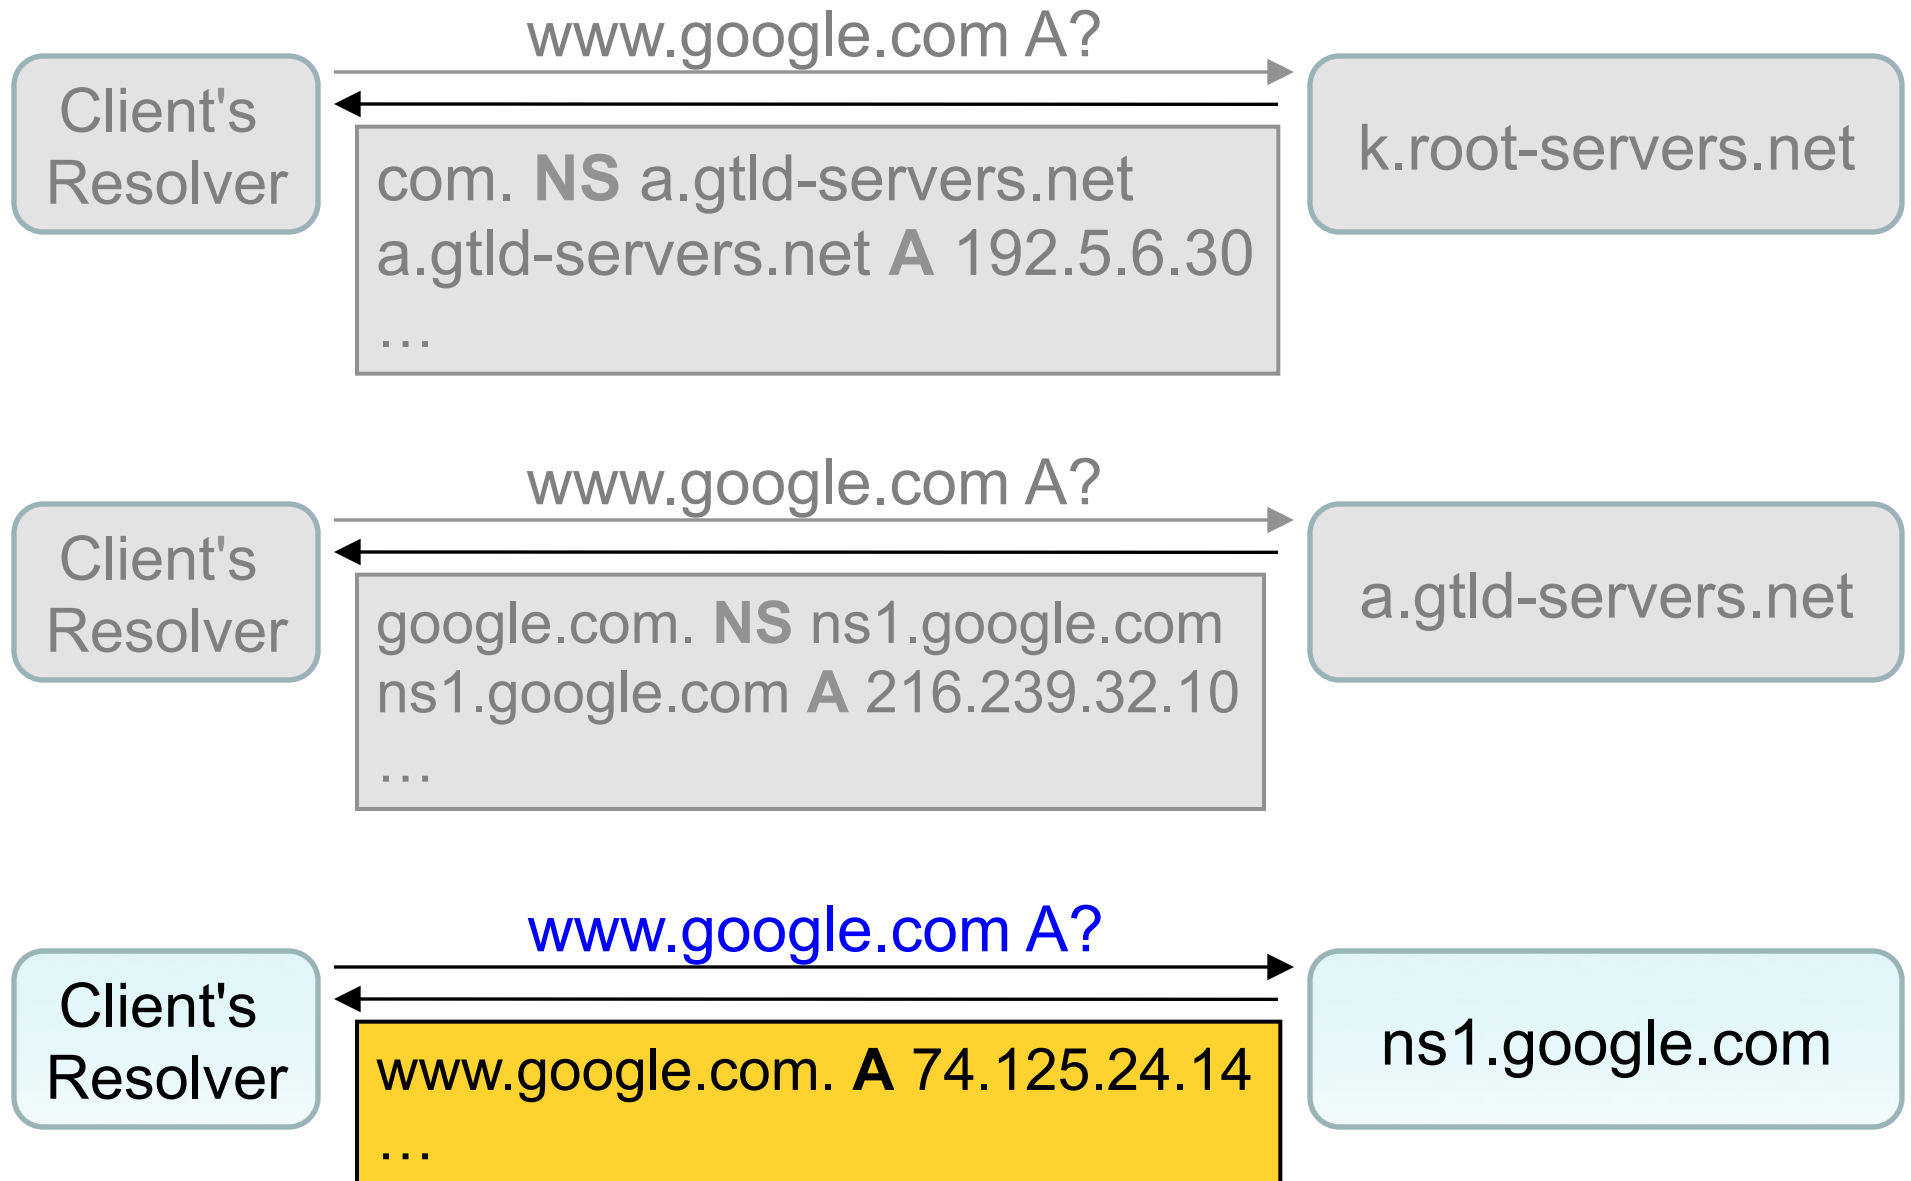 www.google.com A?
Client's
Resolver
k.root-servers.net
com. NS a.gtld-servers.net
a.gtld-servers.net A 192.5.6.30
…
www.google.com A?
Client's
Resolver
a.gtld-servers.net
google.com. NS ns1.google.com
ns1.google.com A 216.239.32.10
…
www.google.com A?
Client's
Resolver
ns1.google.com
www.google.com. A 74.125.24.14
…